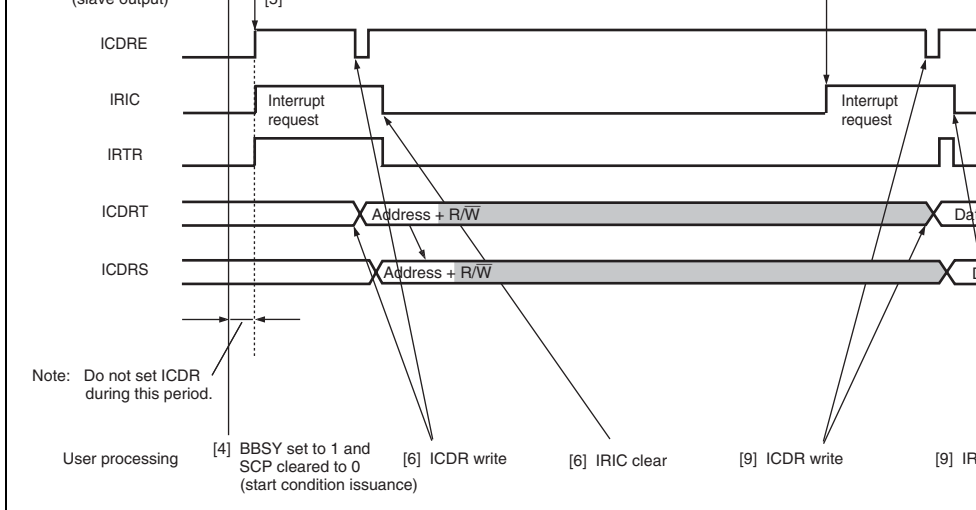 (slave output)
[5]
ICDRE
IRIC
Interrupt
request
Interrupt
request
IRTR
ICDRT
Address + R/W
ICDRS
Address + R/W
Note: Do not set ICDR
during this period.
User processing
[4] BBSY set to 1 and
SCP cleared to 0
(start condition issuance)
[6] ICDR write
[6] IRIC clear
[9] ICDR write
[9]